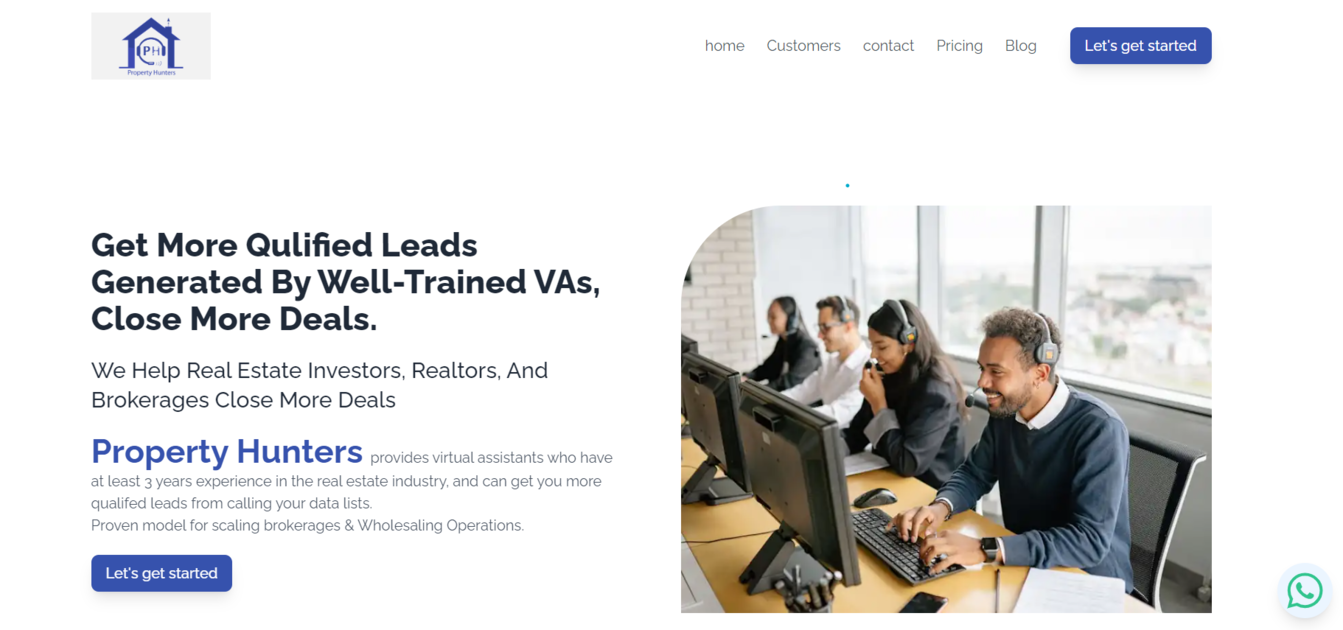 PH
Property Hunters
home
Customers
contact
Pricing
Blog
Let's get started
Get More Qulified Leads
Generated By Well-Trained VAs,
Close More Deals.
We Help Real Estate Investors, Realtors, And
Brokerages Close More Deals
Property Hunters provides virtual assistants who have
at least 3 years experience in the real estate industry, and can get you more
qualifed leads from calling your data lists.
Proven model for scaling brokerages & Wholesaling Operations.
Let's get started